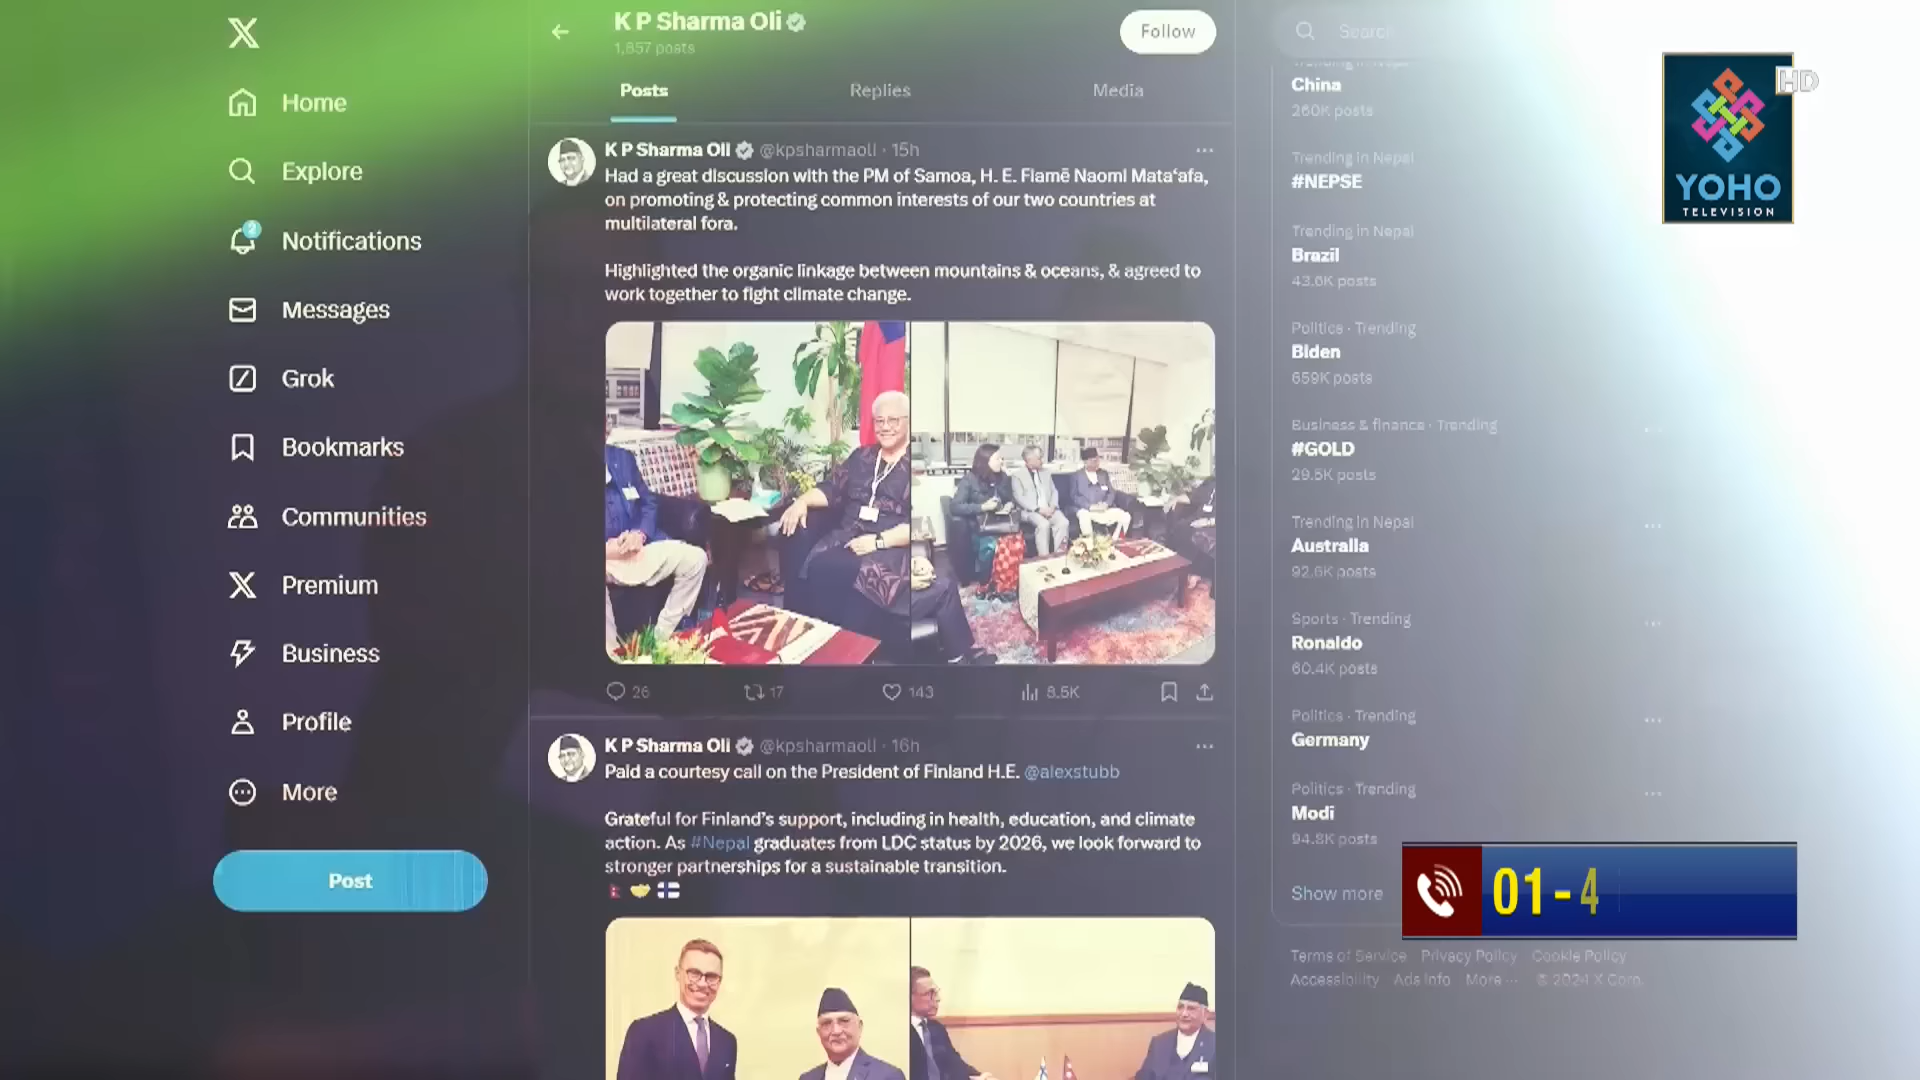 Home
Explore
2
Notifications
Messages
Grok
Bookmarks
Communities
Premium
Business
Profile
More
Post
K P Sharma Oli
1,657 posts
Follow
Posts
Replies
Media
K P Sharma Oli @kpsharmaoli · 15h
Had a great discussion with the PM of Samoa, H. E. Fiamē Naomi Mataʻafa,
on promoting & protecting common interests of our two countries at
multilateral fora.
Highlighted the organic linkage between mountains & oceans, & agreed to
work together to fight climate change.
26
17
143
8.5K
K P Sharma Oli @kpsharmaoli · 16h
Paid a courtesy call on the President of Finland H.E. @alexstubb
Grateful for Finland's support, including in health, education, and climate
action. As #Nepal graduates from LDC status by 2026, we look forward to
stronger partnerships for a sustainable transition.
Search
Trending in Nepal
China
260K posts
Trending in Nepal
#NEPSE
Trending in Nepal
Brazil
43.6K posts
Politics · Trending
Biden
659K posts
Business & finance · Trending
#GOLD
29.5K posts
Trending in Nepal
Australia
92.6K posts
Sports · Trending
Ronaldo
60.4K posts
Politics · Trending
Germany
Politics · Trending
Modi
94.8K posts
Show more
Terms of Service Privacy Policy Cookie Policy
Accessibility Ads info More ··· © 2024 X Corp.
HD
YOHO
TELEVISION
01-4